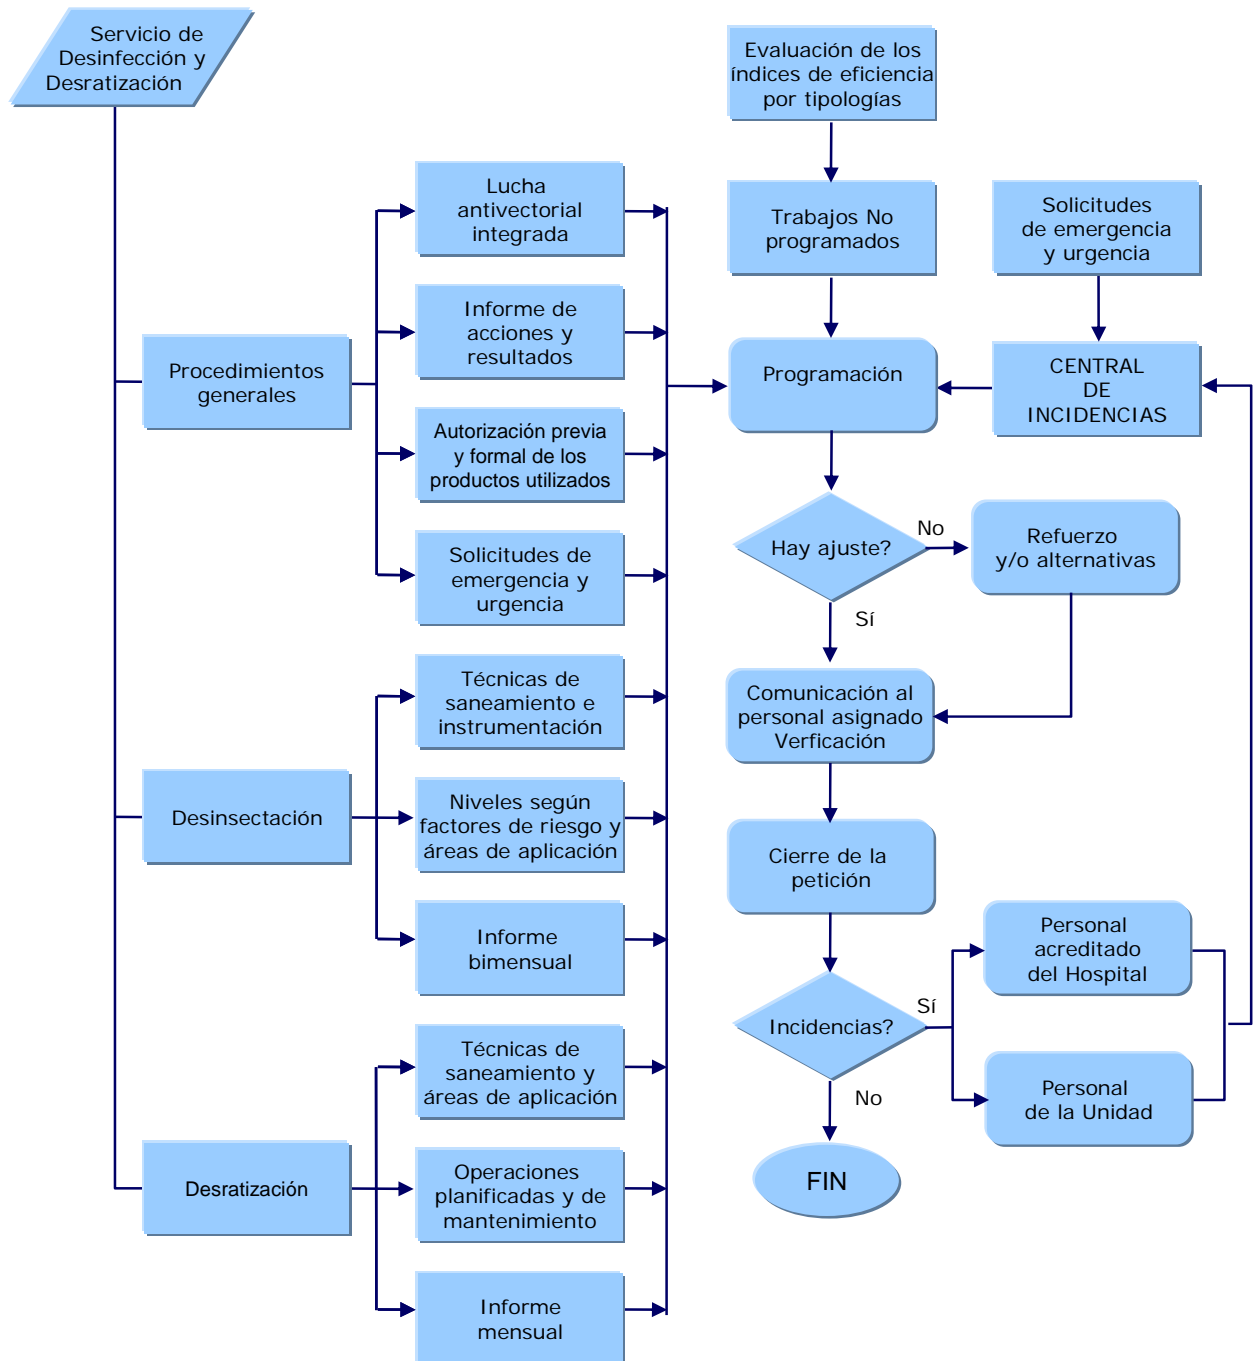 Servicio de
Desinfección y
Desratización
Evaluación de los
índices de eficiencia
por tipologías
Lucha
antivectorial
integrada
Trabajos No
programados
Solicitudes
de emergencia
y urgencia
Informe de
acciones y
resultados
Procedimientos
generales
Programación
CENTRAL
DE
INCIDENCIAS
Autorización previa
y formal de los
productos utilizados
Hay ajuste?
No
Refuerzo
y/o alternativas
Solicitudes de
emergencia y
urgencia
Sí
Técnicas de
saneamiento e
instrumentación
Comunicación al
personal asignado
Verficación
Desinsectación
Niveles según
factores de riesgo y
áreas de aplicación
Cierre de la
petición
Informe
bimensual
Personal
acreditado
del Hospital
Incidencias?
Sí
Técnicas de
saneamiento y
áreas de aplicación
No
Personal
de la Unidad
Desratización
Operaciones
planificadas y de
mantenimiento
FIN
Informe
mensual